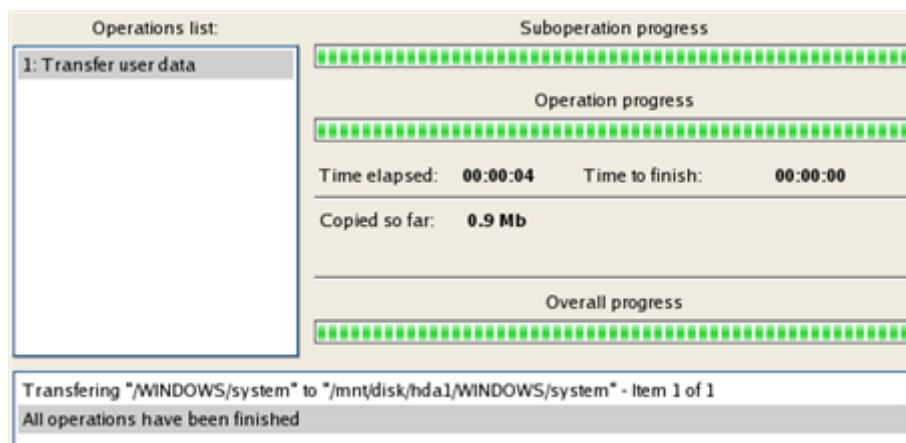 Operations list:
1: Transfer user data
Suboperation progress
Operation progress
Time elapsed: 00:00:04 Time to finish: 00:00:00
Copied so far: 0.9 Mb
Overall progress
Transfering "/WINDOWS/system" to "/mnt/disk/hda1/WINDOWS/system" - Item 1 of 1
All operations have been finished